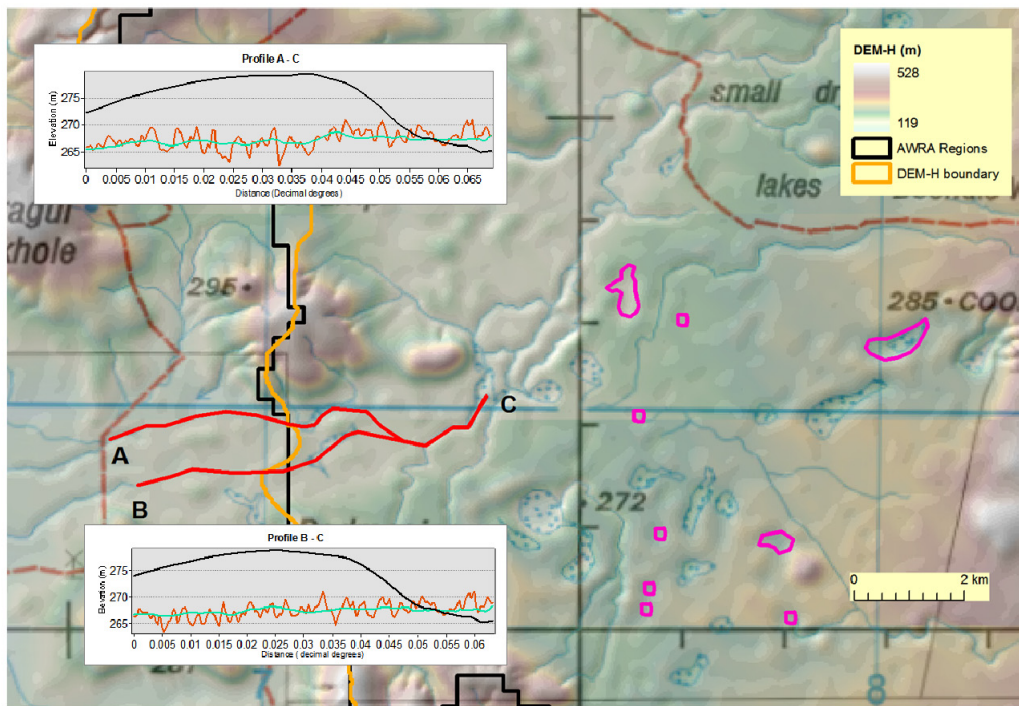 Profile A - C
Elevation (m)
275
270
265
0 0.005 0.01 0.015 0.02 0.025 0.03 0.035 0.04 0.045 0.05 0.055 0.06 0.065
Distance (Decimal degrees)
DEM-H (m)
528
119
AWRA Regions
DEM-H boundary
small
lakes
khole
295
285 • COO
A
B
C
272
Profile B - C
Elevation (m)
275
270
265
0 0.005 0.01 0.015 0.02 0.025 0.03 0.035 0.04 0.045 0.05 0.055 0.06
Distance ( decimal degrees)
0 2 km
7
8